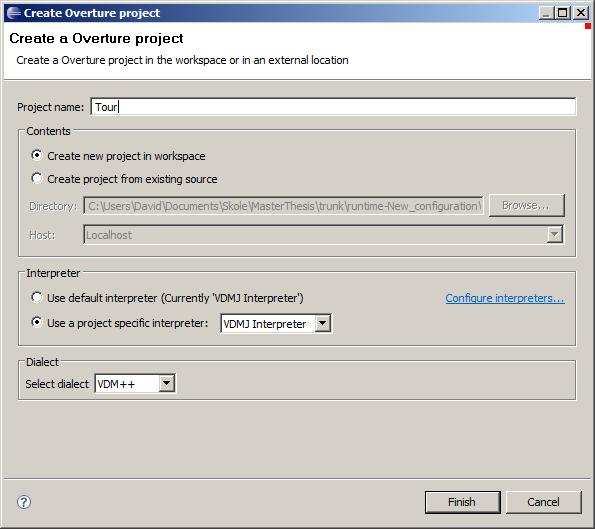 Create Overture project
Create a Overture project
Create a Overture project in the workspace or in an external location
Project name: Tour
Contents
Create new project in workspace
Create project from existing source
Directory: C:\Users\David\Documents\Skole\MasterThesis\trunk\runtime-New_configuration\ Browse...
Host: Localhost
Interpreter
Use default interpreter (Currently 'VDMJ Interpreter') Configure interpreters...
Use a project specific interpreter: VDMJ Interpreter
Dialect
Select dialect VDM++
? Finish Cancel